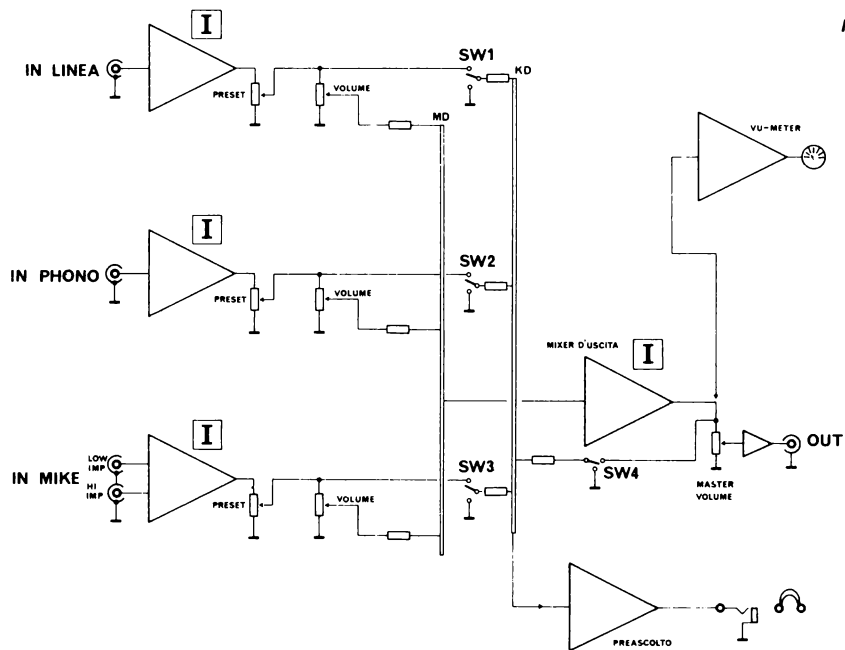 I
IN LINEA
PRESET
VOLUME
SW1
KD
MD
VU-METER
I
IN PHONO
PRESET
VOLUME
SW2
MIXER D'USCITA
I
I
IN MIKE
LOW
IMP
HI
IMP
PRESET
VOLUME
SW3
SW4
OUT
MASTER
VOLUME
PREASCOLTO